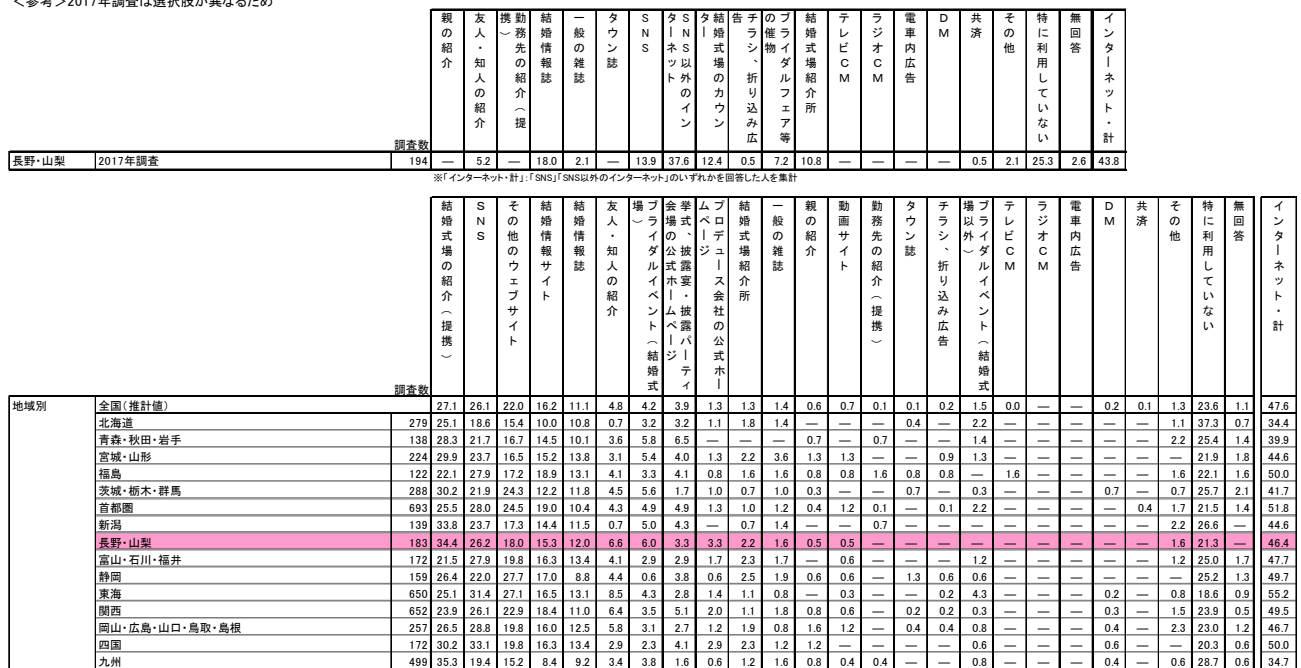 ＜参考＞2017年調査は選択肢が異なるため
調査数 親の紹介 友人・知人の紹介 勤務先の紹介（提携） 結婚情報誌 一般の雑誌 タウン誌 SNS SNS以外のインターネット 結婚式場のカウンター チラシ、折り込み広告 ブライダルフェア等の催物 結婚式場紹介所 テレビCM ラジオCM 電車内広告 DM 共済 その他 特に利用していない 無回答 インターネット・計
長野・山梨 2017年調査 194 — 5.2 — 18.0 2.1 — 13.9 37.6 12.4 0.5 7.2 10.8 — — — — 0.5 2.1 25.3 2.6 43.8
※「インターネット・計」：「SNS」「SNS以外のインターネット」のいずれかを回答した人を集計
調査数 結婚式場の紹介（提携） SNS その他のウェブサイト 結婚情報サイト 結婚情報誌 友人・知人の紹介 ブライダルイベント（結婚式場） 挙式、披露宴・披露パーティ会場の公式ホームページ プロデュース会社の公式ホームページ 結婚式場紹介所 一般の雑誌 親の紹介 動画サイト 勤務先の紹介（提携） タウン誌 チラシ、折り込み広告 ブライダルイベント（結婚式場以外） テレビCM ラジオCM 電車内広告 DM 共済 その他 特に利用していない 無回答 インターネット・計
地域別 全国（推計値） 27.1 26.1 22.0 16.2 11.1 4.8 4.2 3.9 1.3 1.3 1.4 0.6 0.7 0.1 0.1 0.2 1.5 0.0 — — 0.2 0.1 1.3 23.6 1.1 47.6
北海道 279 25.1 18.6 15.4 10.0 10.8 0.7 3.2 3.2 1.1 1.8 1.4 — — — 0.4 — 2.2 — — — — — 1.1 37.3 0.7 34.4
青森・秋田・岩手 138 28.3 21.7 16.7 14.5 10.1 3.6 5.8 6.5 — — — 0.7 — 0.7 — — 1.4 — — — — — 2.2 25.4 1.4 39.9
宮城・山形 224 29.9 23.7 16.5 15.2 13.8 3.1 5.4 4.0 1.3 2.2 3.6 1.3 1.3 — — 0.9 1.3 — — — — — — 21.9 1.8 44.6
福島 122 22.1 27.9 17.2 18.9 13.1 4.1 3.3 4.1 0.8 1.6 1.6 0.8 0.8 1.6 0.8 0.8 — 1.6 — — — — 1.6 22.1 1.6 50.0
茨城・栃木・群馬 288 30.2 21.9 24.3 12.2 11.8 4.5 5.6 1.7 1.0 0.7 1.0 0.3 — — 0.7 — 0.3 — — — 0.7 — 0.7 25.7 2.1 41.7
首都圏 693 25.5 28.0 24.5 19.0 10.4 4.3 4.9 4.9 1.3 1.0 1.2 0.4 1.2 0.1 — 0.1 2.2 — — — — 0.4 1.7 21.5 1.4 51.8
新潟 139 33.8 23.7 17.3 14.4 11.5 0.7 5.0 4.3 — 0.7 1.4 — — 0.7 — — — — — — — — 2.2 26.6 — 44.6
長野・山梨 183 34.4 26.2 18.0 15.3 12.0 6.6 6.0 3.3 3.3 2.2 1.6 0.5 0.5 — — — — — — — — — 1.6 21.3 — 46.4
富山・石川・福井 172 21.5 27.9 19.8 16.3 13.4 4.1 2.9 2.9 1.7 2.3 1.7 — 0.6 — — — 1.2 — — — — — 1.2 25.0 1.7 47.7
静岡 159 26.4 22.0 27.7 17.0 8.8 4.4 0.6 3.8 0.6 2.5 1.9 0.6 0.6 — 1.3 0.6 0.6 — — — — — — 25.2 1.3 49.7
東海 650 25.1 31.4 27.1 16.5 13.1 8.5 4.3 2.8 1.4 1.1 0.8 — 0.3 — — 0.2 4.3 — — — 0.2 — 0.8 18.6 0.9 55.2
関西 652 23.9 26.1 22.9 18.4 11.0 6.4 3.5 5.1 2.0 1.1 1.8 0.8 0.6 — 0.2 0.2 0.3 — — — 0.3 — 1.5 23.9 0.5 49.5
岡山・広島・山口・鳥取・島根 257 26.5 28.8 19.8 16.0 12.5 5.8 3.1 2.7 1.2 1.9 0.8 1.6 1.2 — 0.4 0.4 0.8 — — — 0.4 — 2.3 23.0 1.2 46.7
四国 172 30.2 33.1 19.8 16.3 13.4 2.9 2.3 4.1 2.9 2.3 1.2 1.2 — — — — 0.6 — — — 0.6 — — 20.3 0.6 50.0
九州 499 35.3 19.4 15.2 8.4 9.2 3.4 3.8 1.6 0.6 1.2 1.6 0.8 0.4 0.4 — — 0.8 — — — 0.4 — 0.6 28.7 0.6 34.7